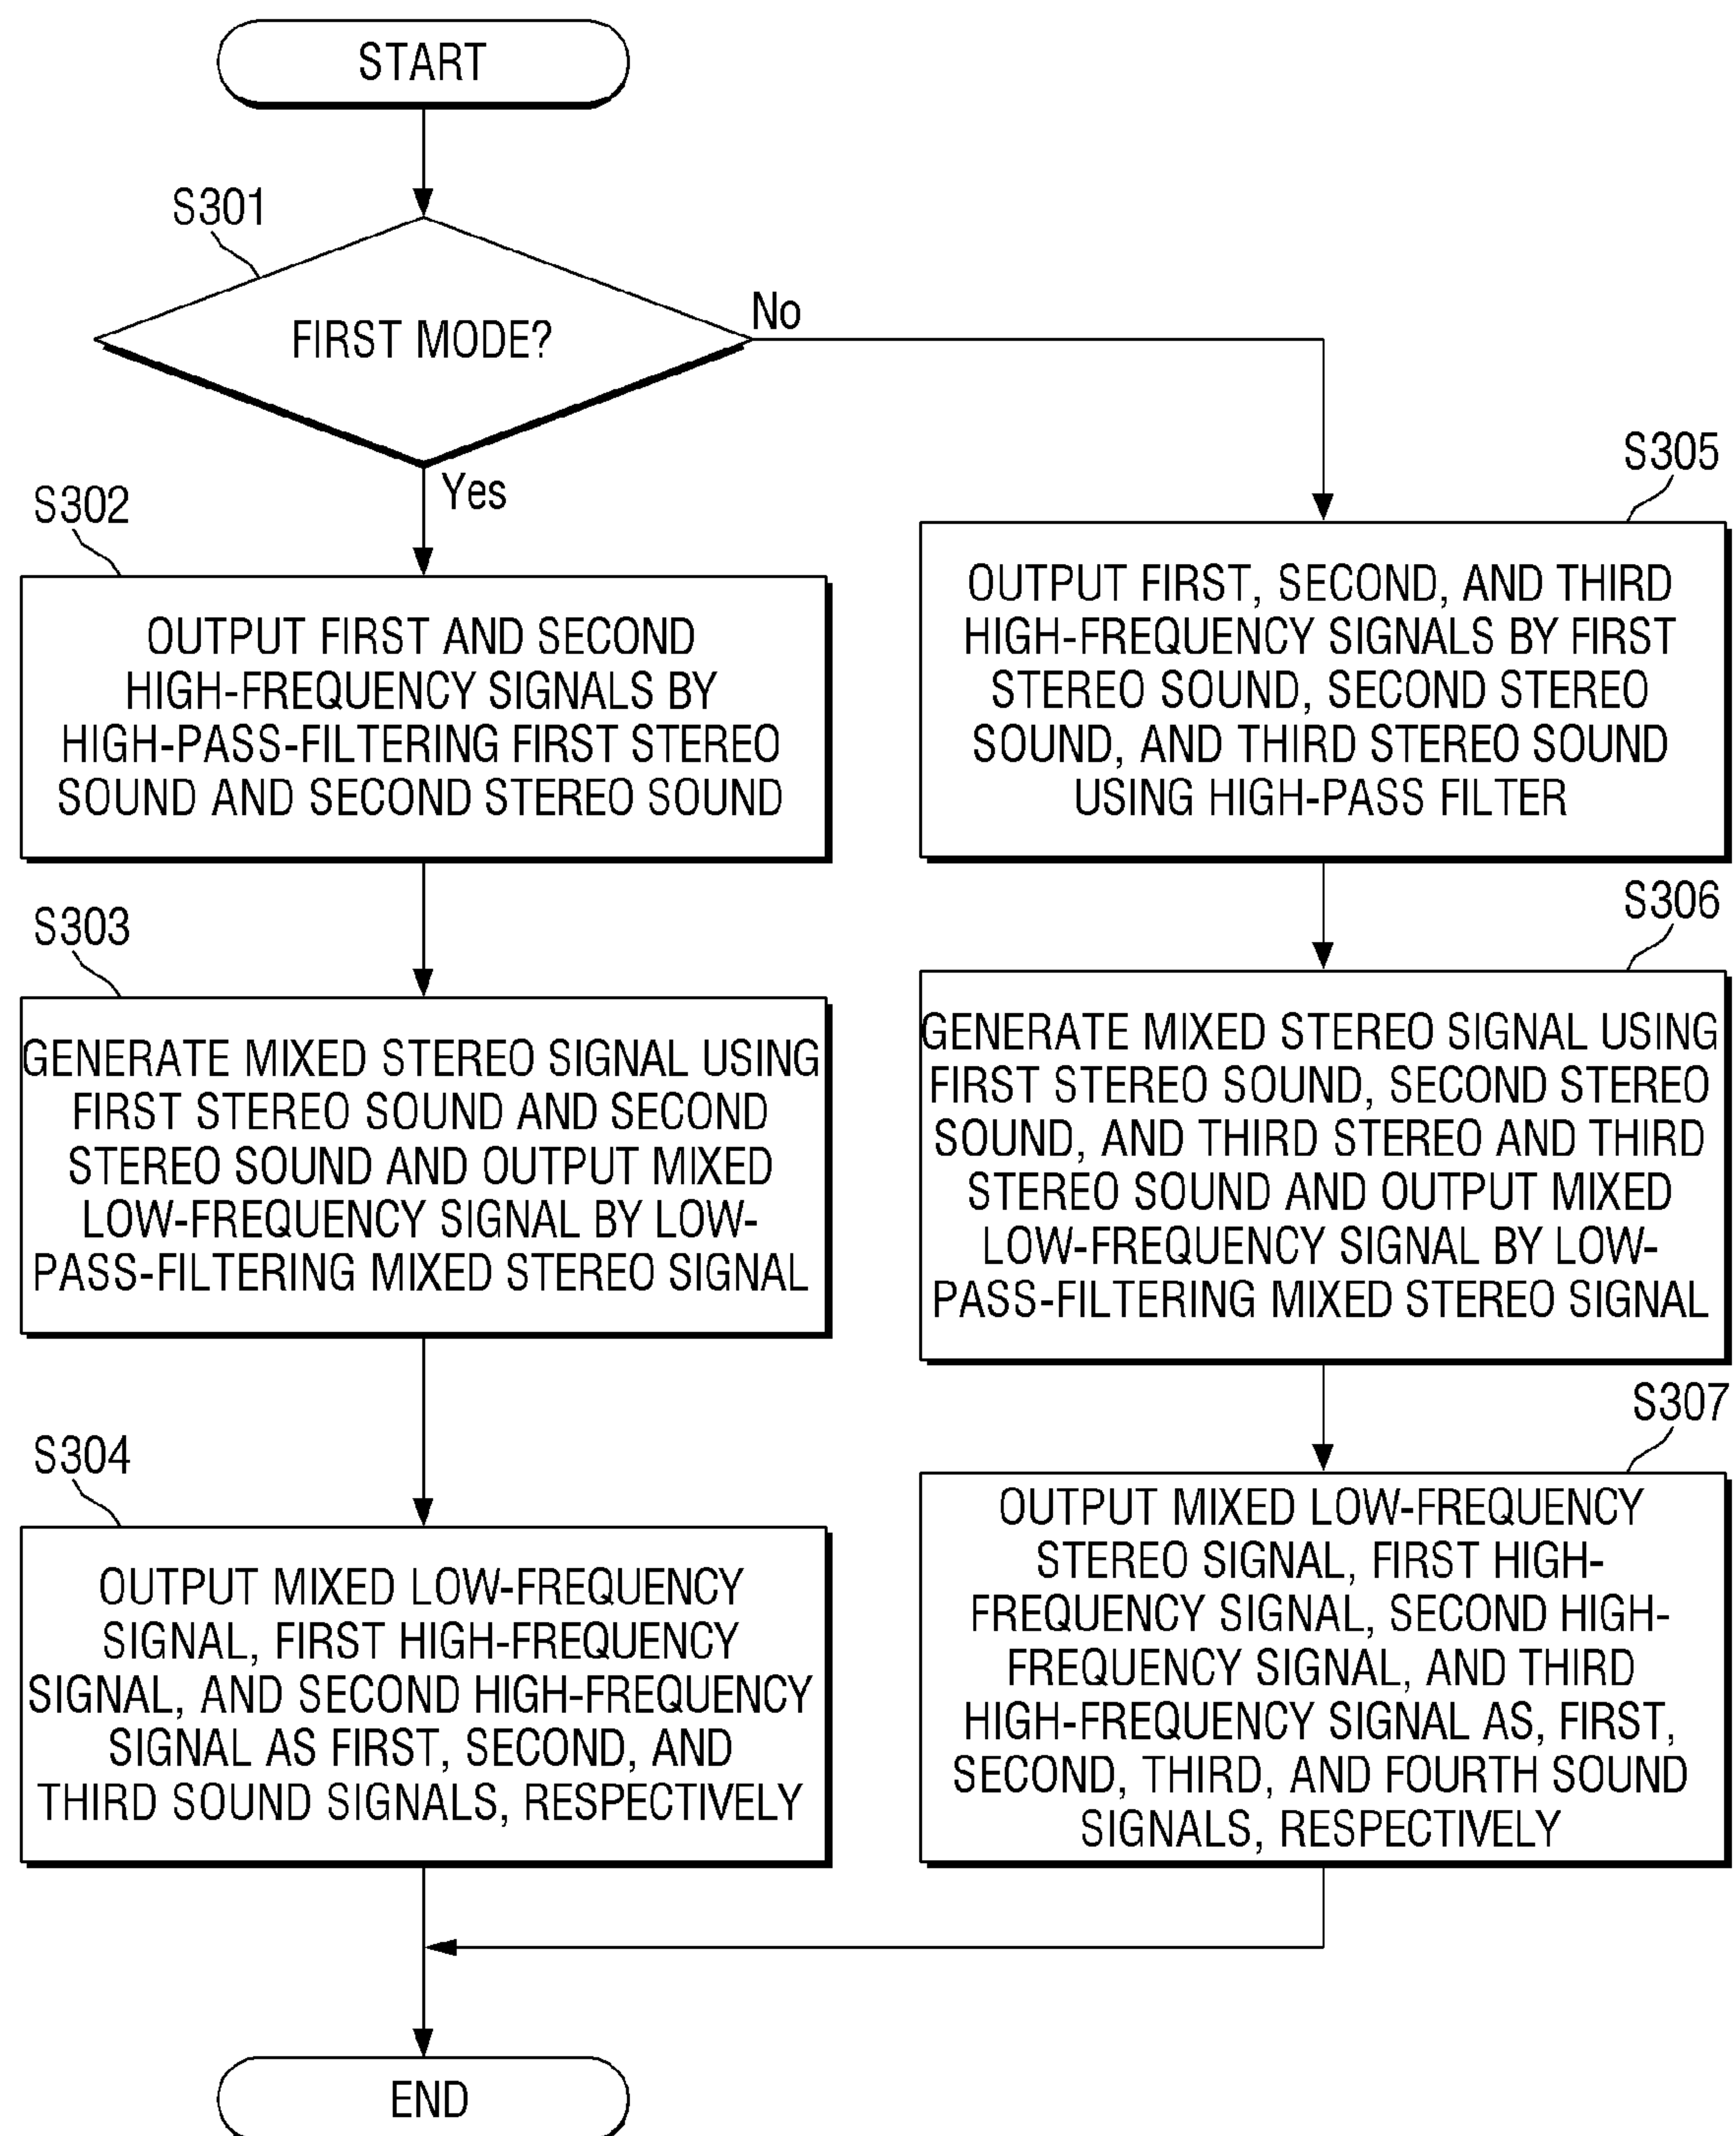 START
S301
FIRST MODE?
No
Yes
S302
OUTPUT FIRST AND SECOND
HIGH-FREQUENCY SIGNALS BY
HIGH-PASS-FILTERING FIRST STEREO
SOUND AND SECOND STEREO SOUND
S303
GENERATE MIXED STEREO SIGNAL USING
FIRST STEREO SOUND AND SECOND
STEREO SOUND AND OUTPUT MIXED
LOW-FREQUENCY SIGNAL BY LOW-
PASS-FILTERING MIXED STEREO SIGNAL
S304
OUTPUT MIXED LOW-FREQUENCY
SIGNAL, FIRST HIGH-FREQUENCY
SIGNAL, AND SECOND HIGH-FREQUENCY
SIGNAL AS FIRST, SECOND, AND
THIRD SOUND SIGNALS, RESPECTIVELY
S305
OUTPUT FIRST, SECOND, AND THIRD
HIGH-FREQUENCY SIGNALS BY FIRST
STEREO SOUND, SECOND STEREO
SOUND, AND THIRD STEREO SOUND
USING HIGH-PASS FILTER
S306
GENERATE MIXED STEREO SIGNAL USING
FIRST STEREO SOUND, SECOND STEREO
SOUND, AND THIRD STEREO AND THIRD
STEREO SOUND AND OUTPUT MIXED
LOW-FREQUENCY SIGNAL BY LOW-
PASS-FILTERING MIXED STEREO SIGNAL
S307
OUTPUT MIXED LOW-FREQUENCY
STEREO SIGNAL, FIRST HIGH-
FREQUENCY SIGNAL, SECOND HIGH-
FREQUENCY SIGNAL, AND THIRD
HIGH-FREQUENCY SIGNAL AS, FIRST,
SECOND, THIRD, AND FOURTH SOUND
SIGNALS, RESPECTIVELY
END